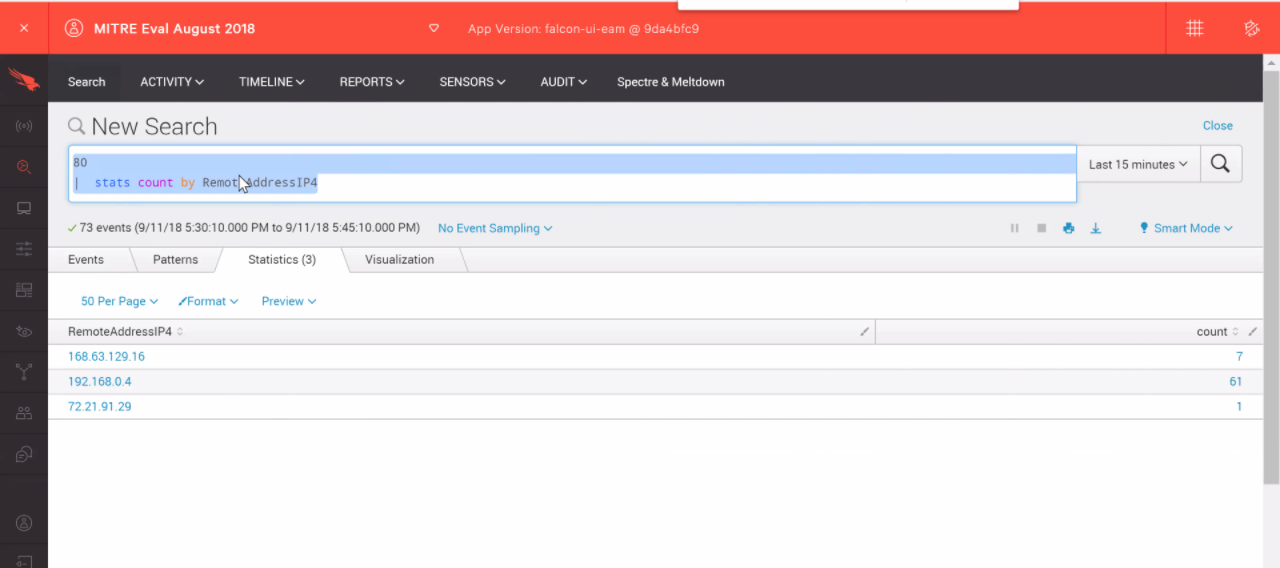 MITRE Eval August 2018 App Version: falcon-ui-eam @ 9da4bfc9
Search ACTIVITY TIMELINE REPORTS SENSORS AUDIT Spectre & Meltdown
New Search Close
80
| stats count by RemoteAddressIP4
Last 15 minutes
73 events (9/11/18 5:30:10.000 PM to 9/11/18 5:45:10.000 PM) No Event Sampling Smart Mode
Events Patterns Statistics (3) Visualization
50 Per Page Format Preview
RemoteAddressIP4 count
168.63.129.16 7
192.168.0.4 61
72.21.91.29 1